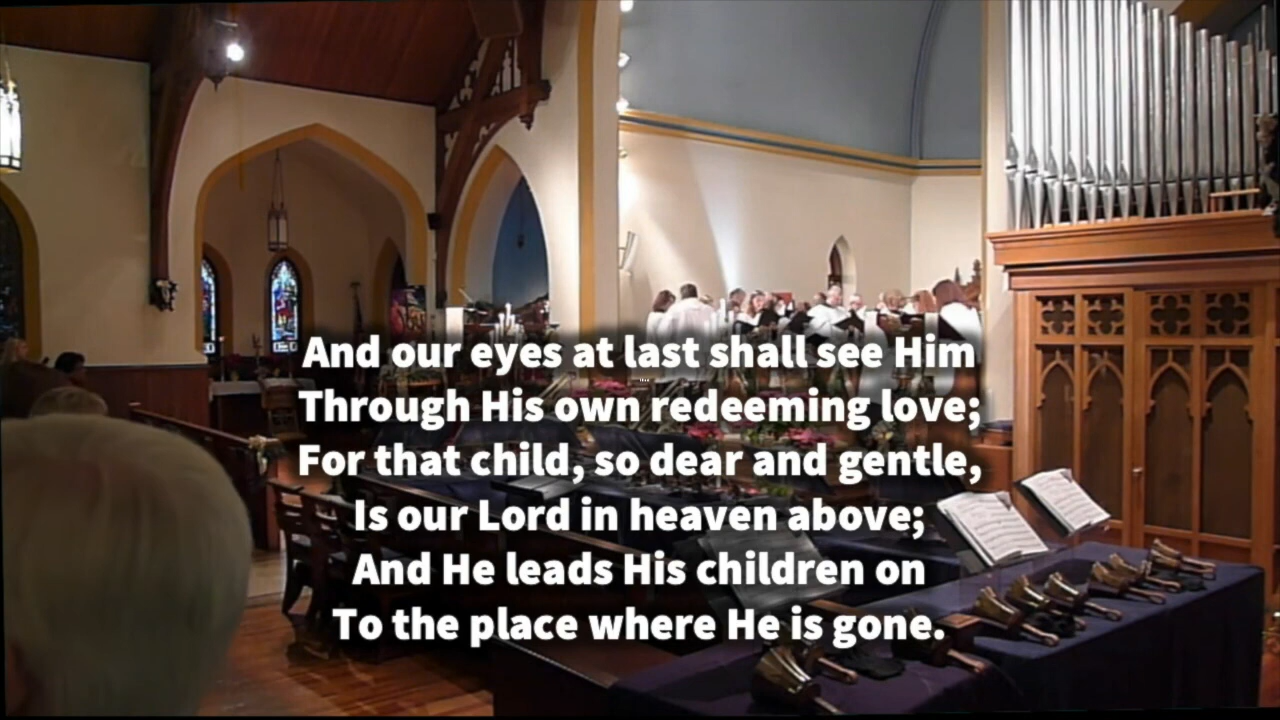 And our eyes at last shall see Him
Through His own redeeming love;
For that child, so dear and gentle,
Is our Lord in heaven above;
And He leads His children on
To the place where He is gone.